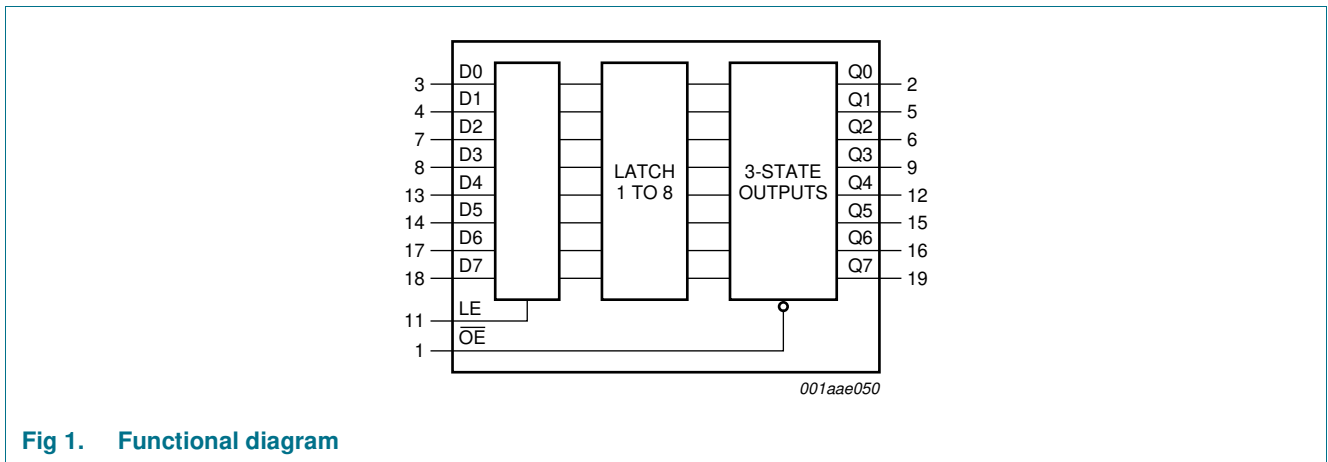 3 D0 Q0 2
4 D1 Q1 5
7 D2 Q2 6
8 D3 Q3 9
13 D4 LATCH 1 TO 8 3-STATE OUTPUTS Q4 12
14 D5 Q5 15
17 D6 Q6 16
18 D7 Q7 19
11 LE
1 O̅E̅
001aae050
Fig 1. Functional diagram